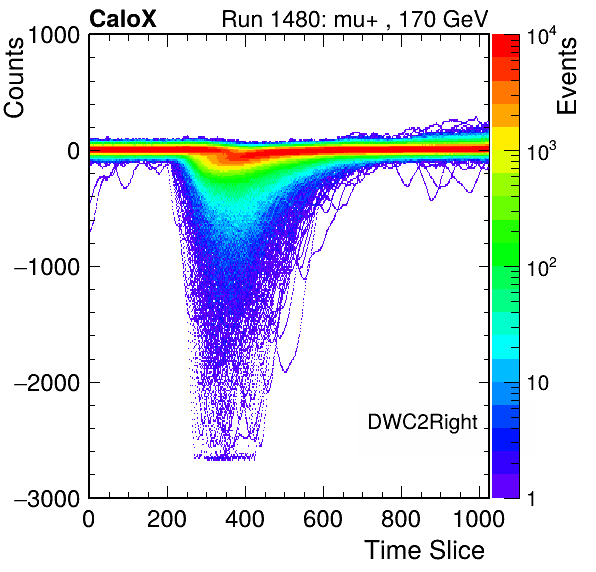 CaloX Run 1480: mu+ , 170 GeV
Counts
Events
1000
0
−1000
−2000
−3000
10^4
10^3
10^2
10
1
DWC2Right
0 200 400 600 800 1000
Time Slice